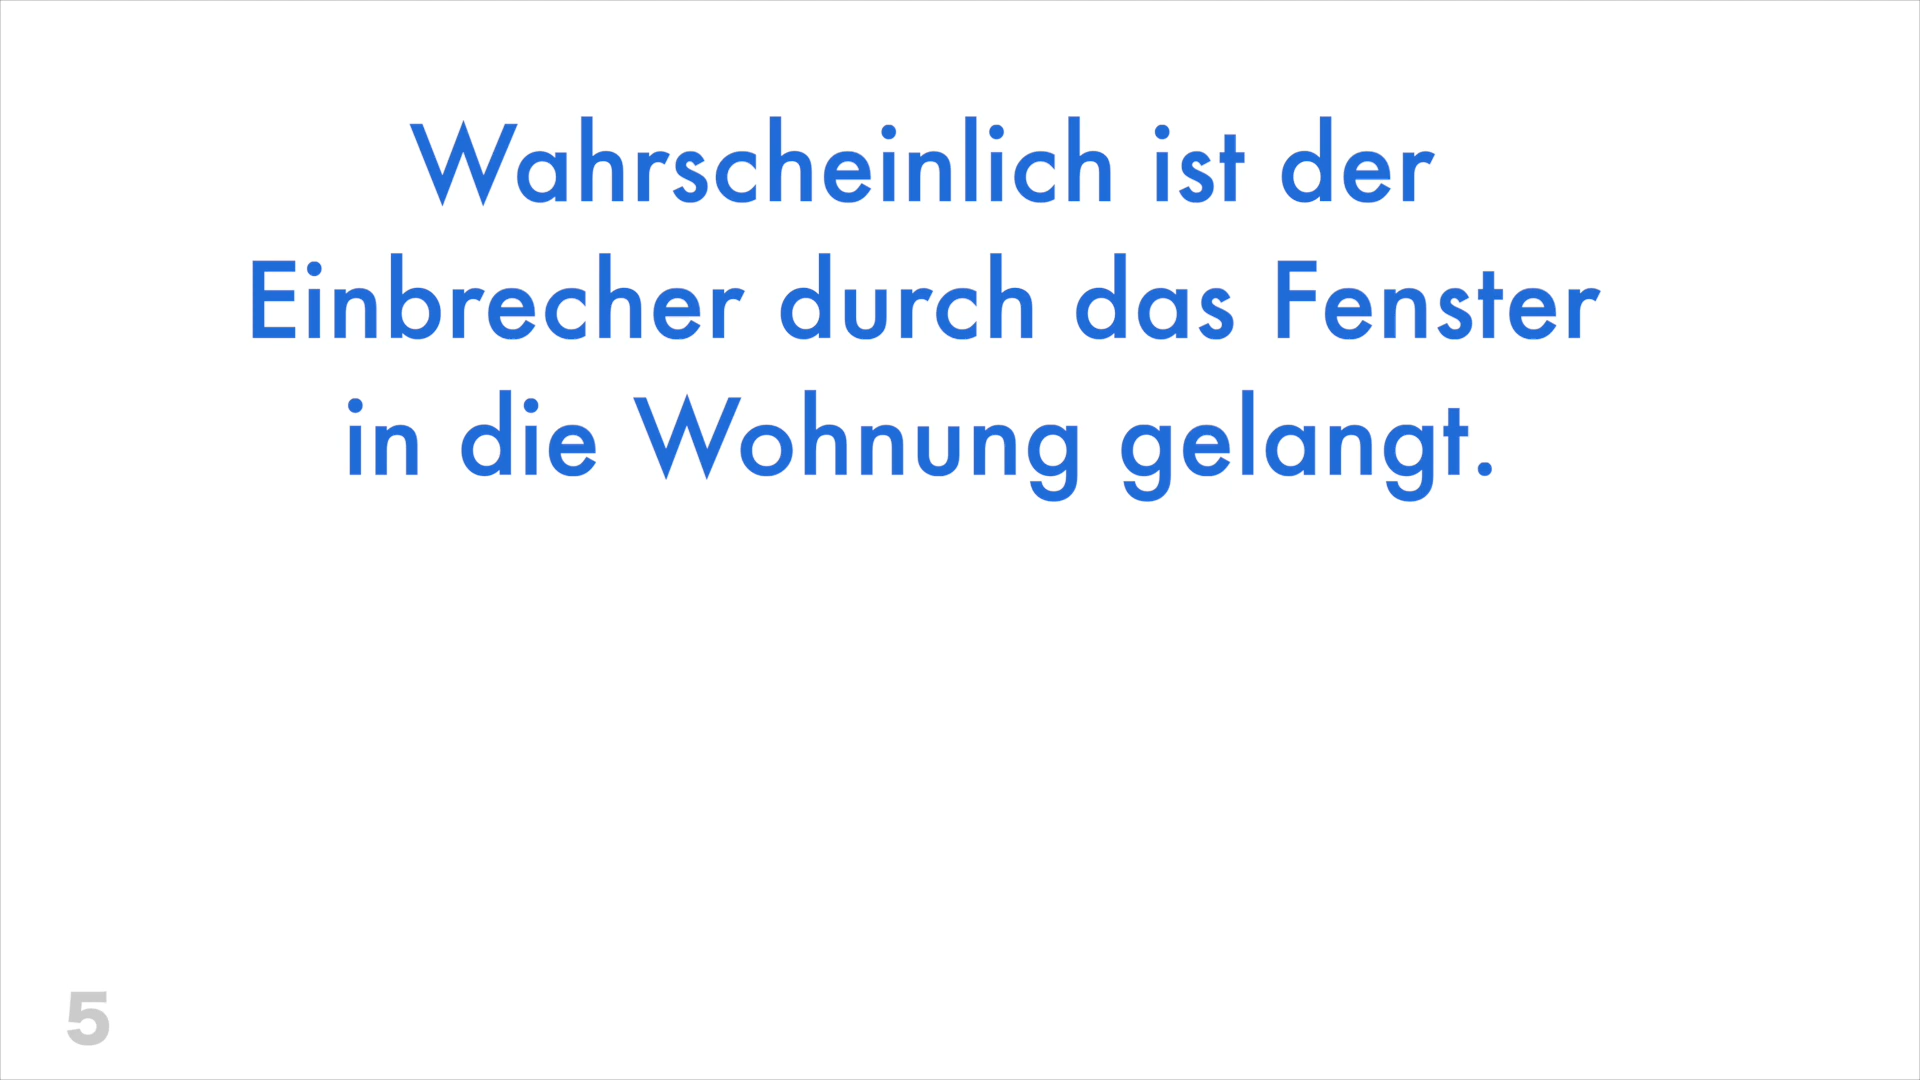 Wahrscheinlich ist der
Einbrecher durch das Fenster
in die Wohnung gelangt.
5